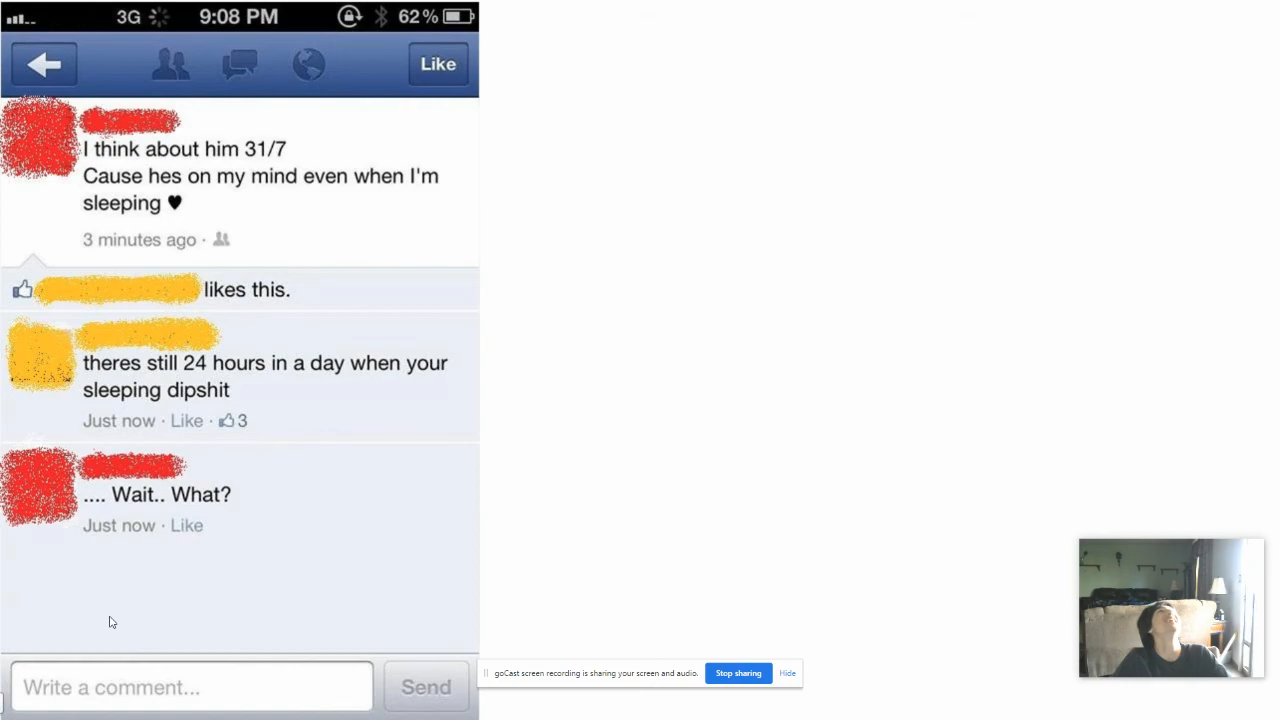 3G 9:08 PM 62%
Like
I think about him 31/7
Cause hes on my mind even when I'm
sleeping ♥
3 minutes ago ·
likes this.
theres still 24 hours in a day when your
sleeping dipshit
Just now · Like · 3
.... Wait.. What?
Just now · Like
Write a comment... Send
goCast screen recording is sharing your screen and audio. Stop sharing Hide